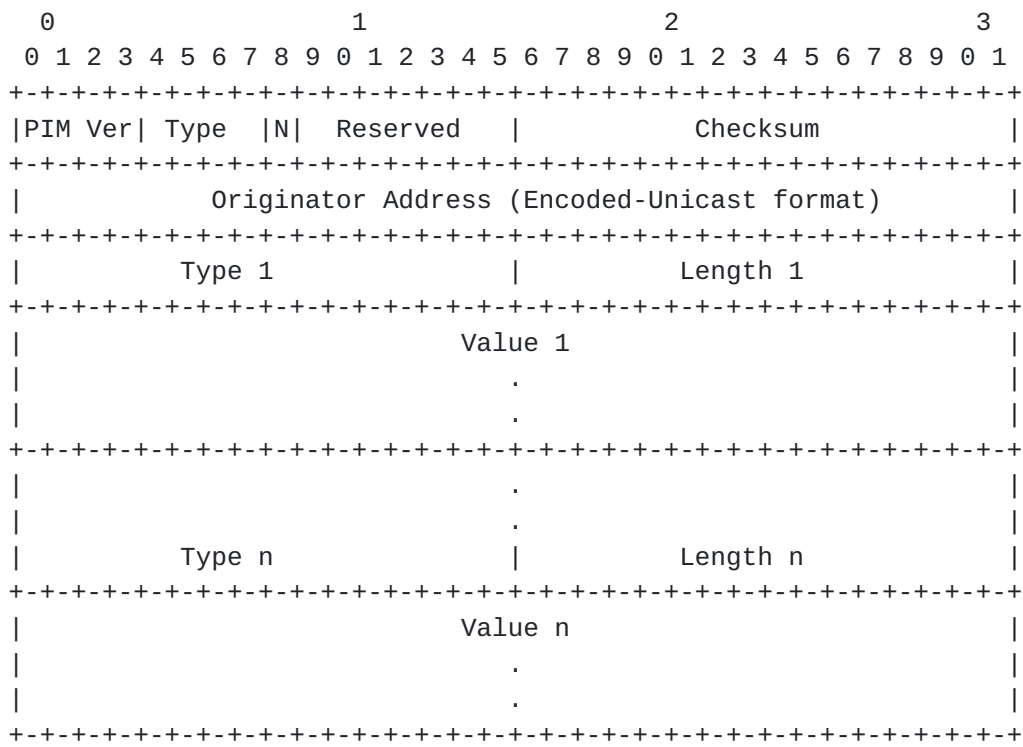 0                   1                   2                   3
 0 1 2 3 4 5 6 7 8 9 0 1 2 3 4 5 6 7 8 9 0 1 2 3 4 5 6 7 8 9 0 1
+-+-+-+-+-+-+-+-+-+-+-+-+-+-+-+-+-+-+-+-+-+-+-+-+-+-+-+-+-+-+-+-+
|PIM Ver| Type  |N|  Reserved   |           Checksum            |
+-+-+-+-+-+-+-+-+-+-+-+-+-+-+-+-+-+-+-+-+-+-+-+-+-+-+-+-+-+-+-+-+
|            Originator Address (Encoded-Unicast format)        |
+-+-+-+-+-+-+-+-+-+-+-+-+-+-+-+-+-+-+-+-+-+-+-+-+-+-+-+-+-+-+-+-+
|          Type 1               |          Length 1             |
+-+-+-+-+-+-+-+-+-+-+-+-+-+-+-+-+-+-+-+-+-+-+-+-+-+-+-+-+-+-+-+-+
|                            Value 1                            |
|                               .                               |
|                               .                               |
+-+-+-+-+-+-+-+-+-+-+-+-+-+-+-+-+-+-+-+-+-+-+-+-+-+-+-+-+-+-+-+-+
|                               .                               |
|                               .                               |
|          Type n               |          Length n             |
+-+-+-+-+-+-+-+-+-+-+-+-+-+-+-+-+-+-+-+-+-+-+-+-+-+-+-+-+-+-+-+-+
|                            Value n                            |
|                               .                               |
|                               .                               |
+-+-+-+-+-+-+-+-+-+-+-+-+-+-+-+-+-+-+-+-+-+-+-+-+-+-+-+-+-+-+-+-+